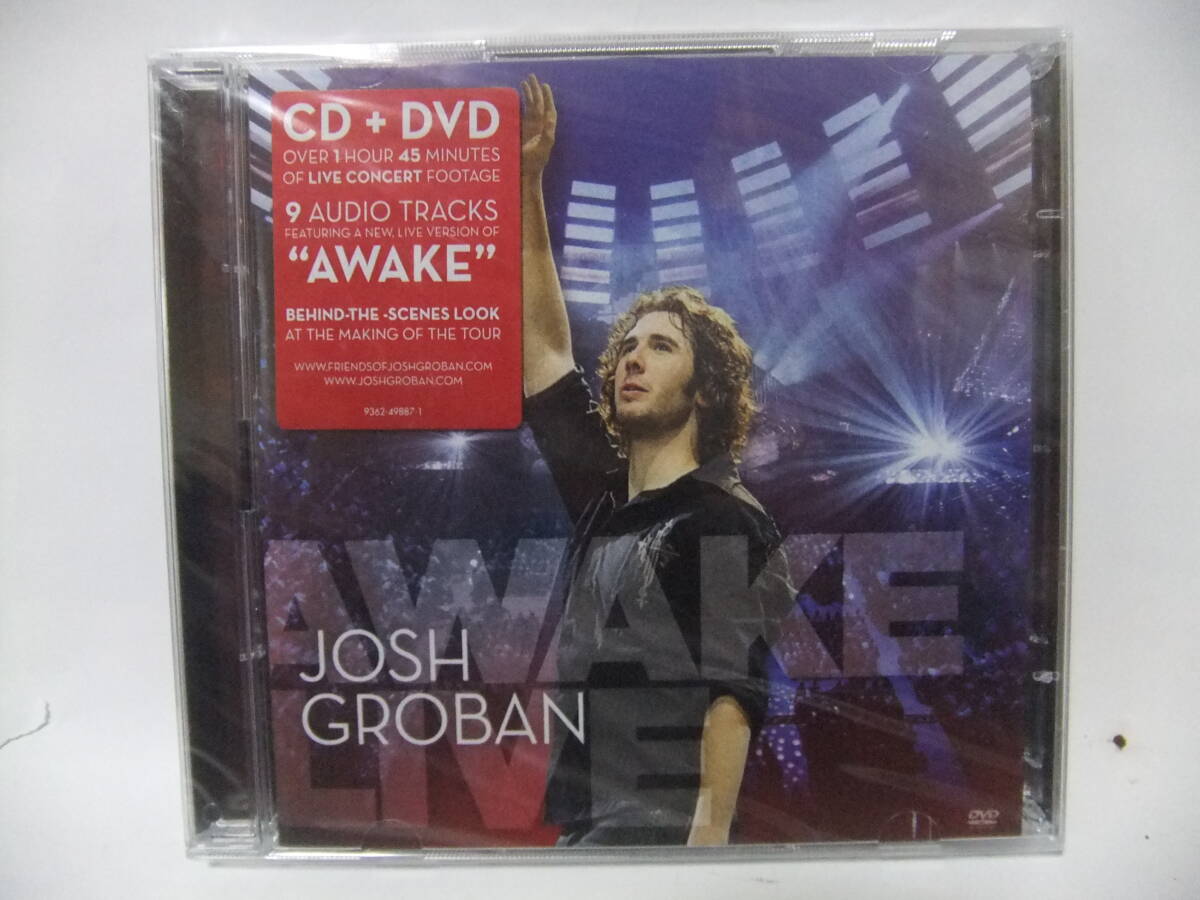 CD + DVD
OVER 1 HOUR 45 MINUTES
OF LIVE CONCERT FOOTAGE
9 AUDIO TRACKS
FEATURING A NEW, LIVE VERSION OF
"AWAKE"
BEHIND-THE -SCENES LOOK
AT THE MAKING OF THE TOUR
WWW.FRIENDSOFJOSHGROBAN.COM
WWW.JOSHGROBAN.COM
9362-49887-1
AWAKE
JOSH
GROBAN
LIVE
DVD